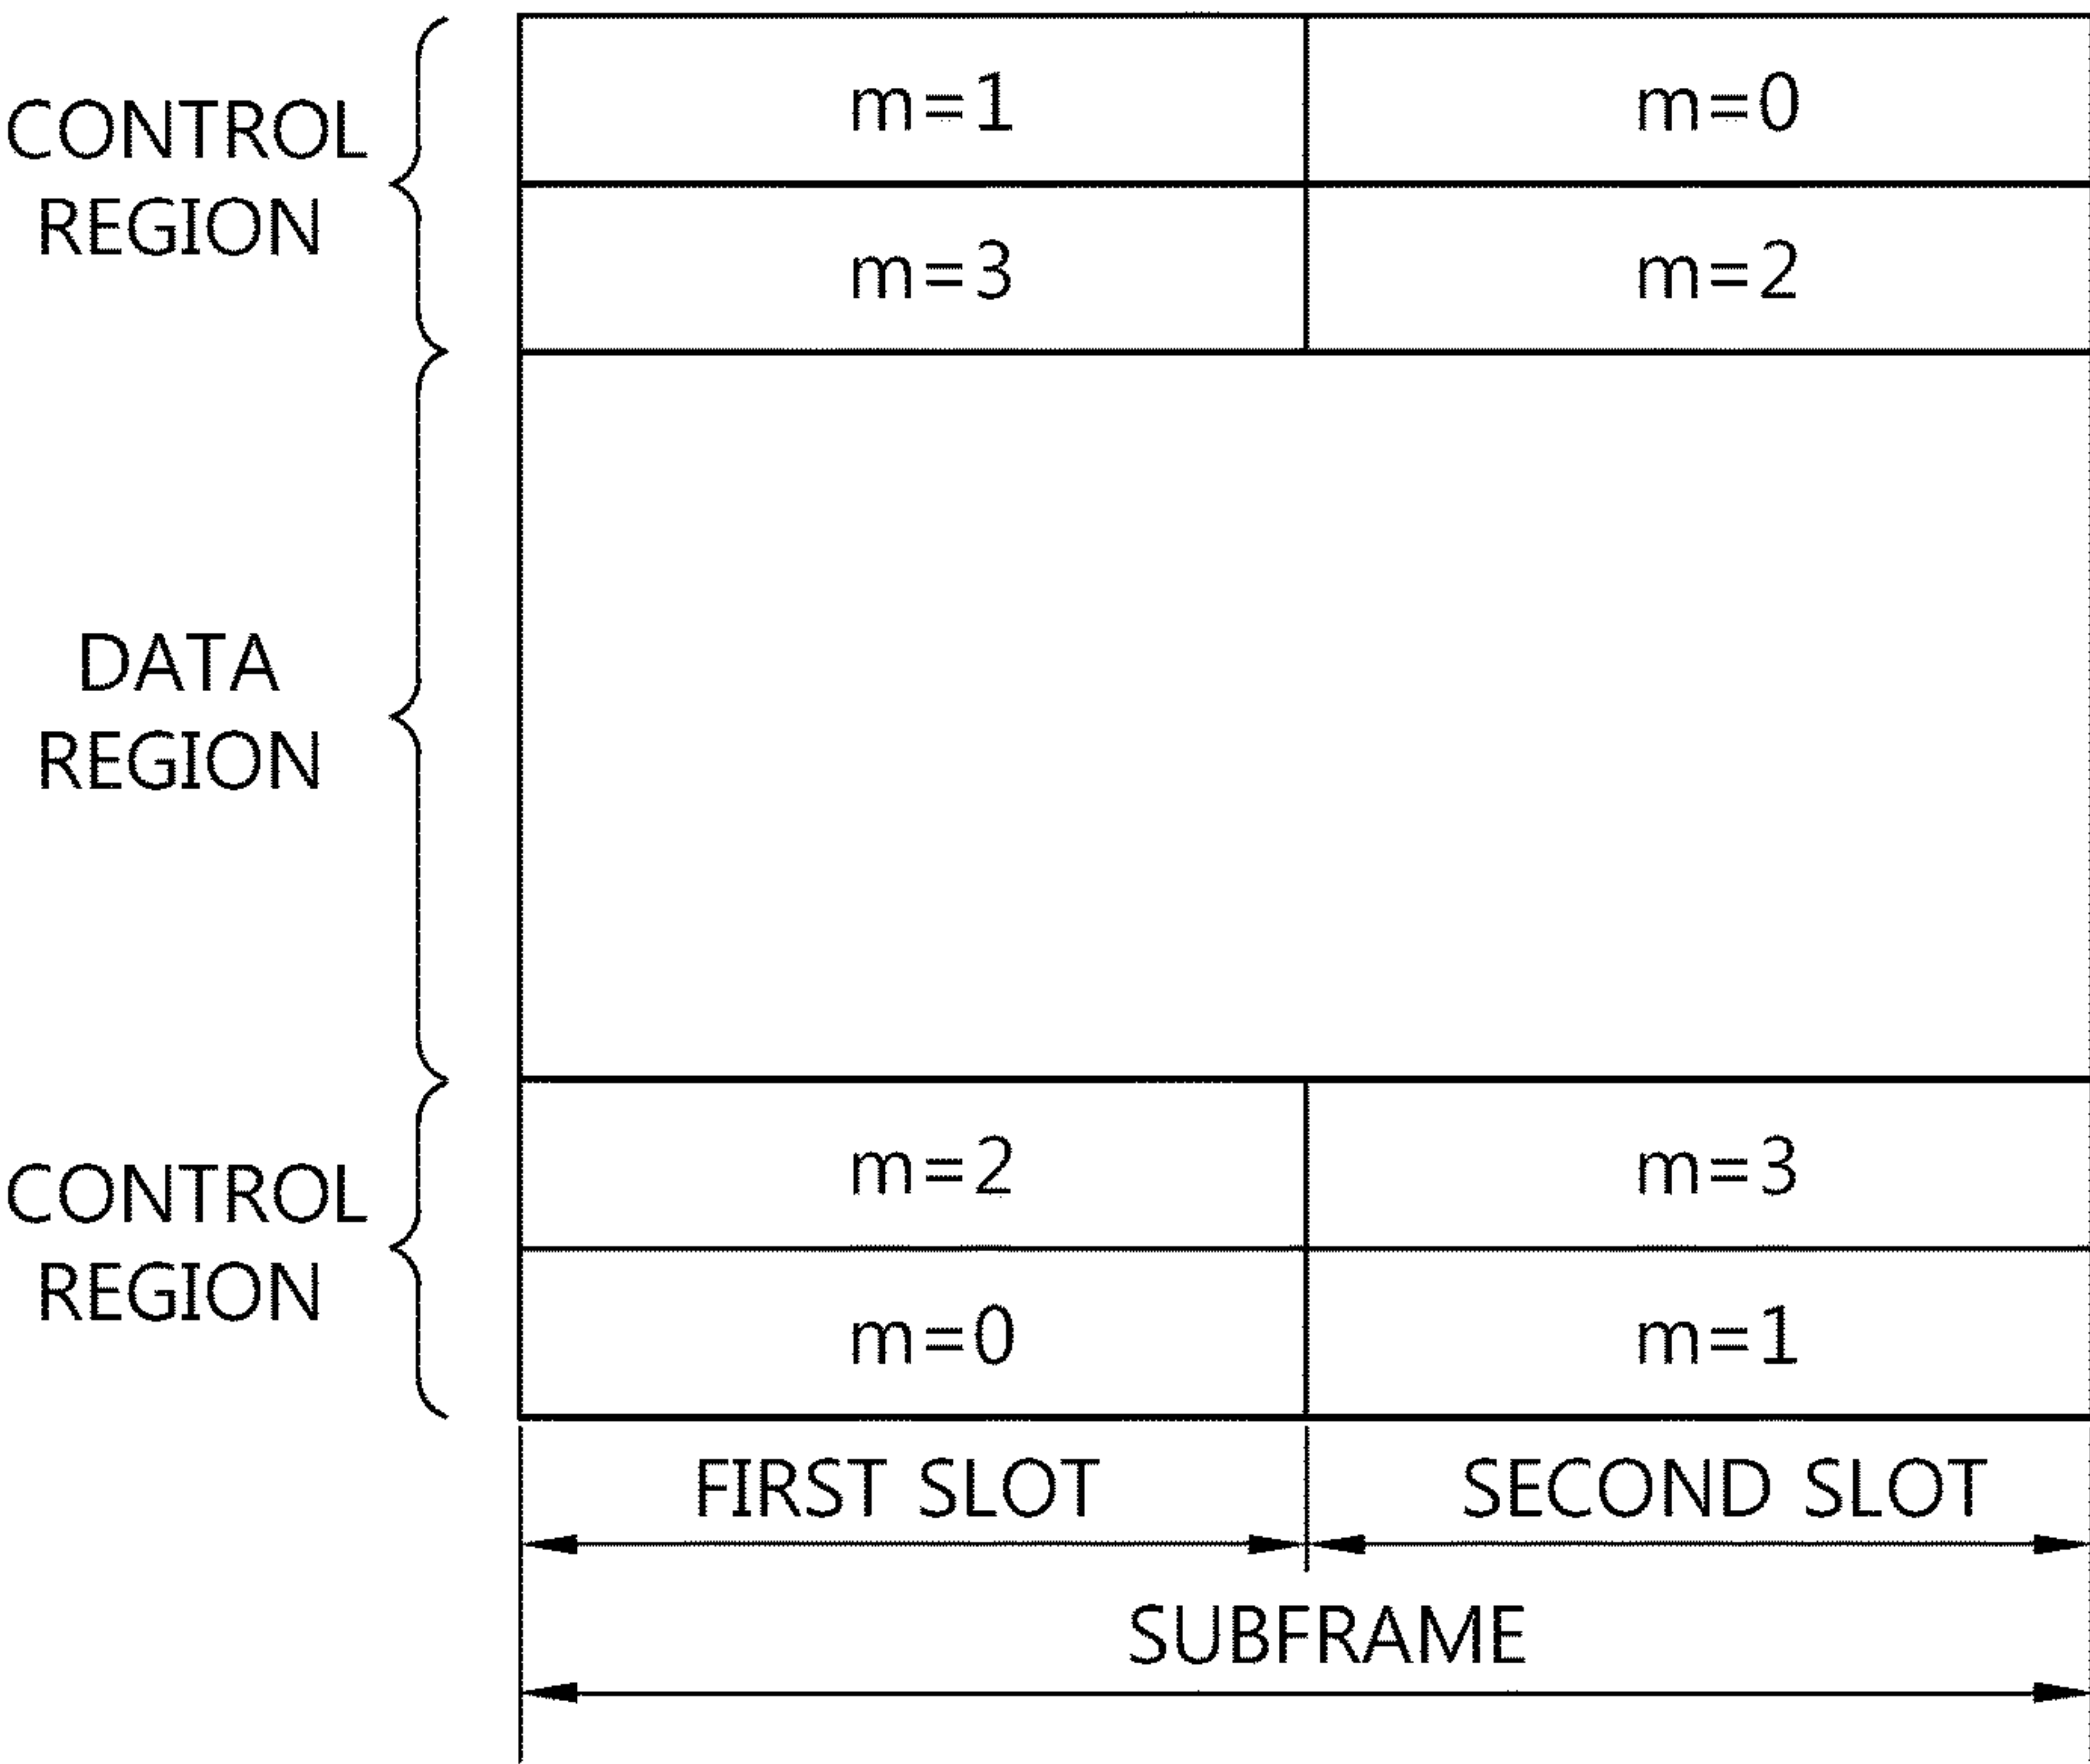 CONTROL
REGION
m=1
m=0
m=3
m=2
DATA
REGION
CONTROL
REGION
m=2
m=3
m=0
m=1
FIRST SLOT
SECOND SLOT
SUBFRAME